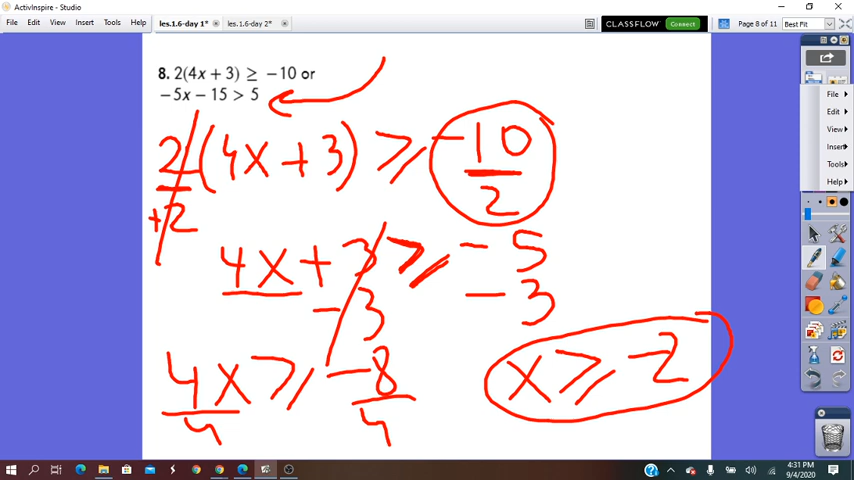 ActivInspire - Studio
File Edit View Insert Tools Help
les.1.6-day 1*
les.1.6-day 2*
CLASSFLOW Connect
Page 8 of 11
Best Fit
8. 2(4x + 3) ≥ −10 or
−5x − 15 > 5
2(4x + 3) ≥ −10
÷2
2
4x + 3 ≥ −5
−3 −3
4x ≥ −8
4 4
x ≥ −2
File
Edit
View
Insert
Tools
Help
4:31 PM
9/4/2020